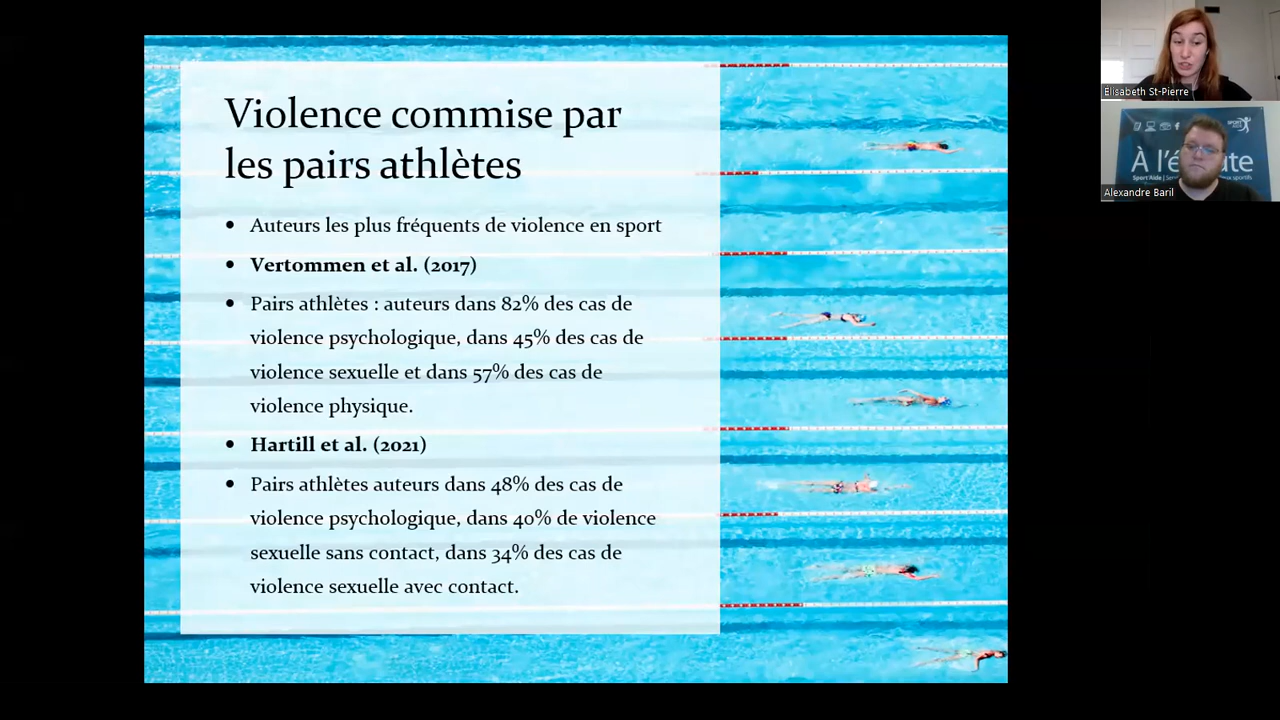 Violence commise par
les pairs athlètes
• Auteurs les plus fréquents de violence en sport
• Vertommen et al. (2017)
• Pairs athlètes : auteurs dans 82% des cas de
violence psychologique, dans 45% des cas de
violence sexuelle et dans 57% des cas de
violence physique.
• Hartill et al. (2021)
• Pairs athlètes auteurs dans 48% des cas de
violence psychologique, dans 40% de violence
sexuelle sans contact, dans 34% des cas de
violence sexuelle avec contact.
Elisabeth St-Pierre
À l'é ute
Sport'Aide
Alexandre Baril